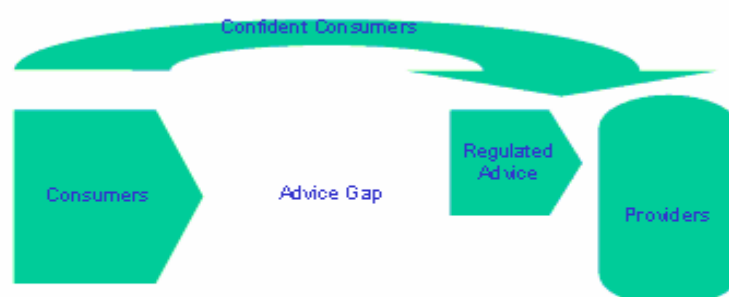 Confident Consumers
Consumers
Advice Gap
Regulated
Advice
Providers